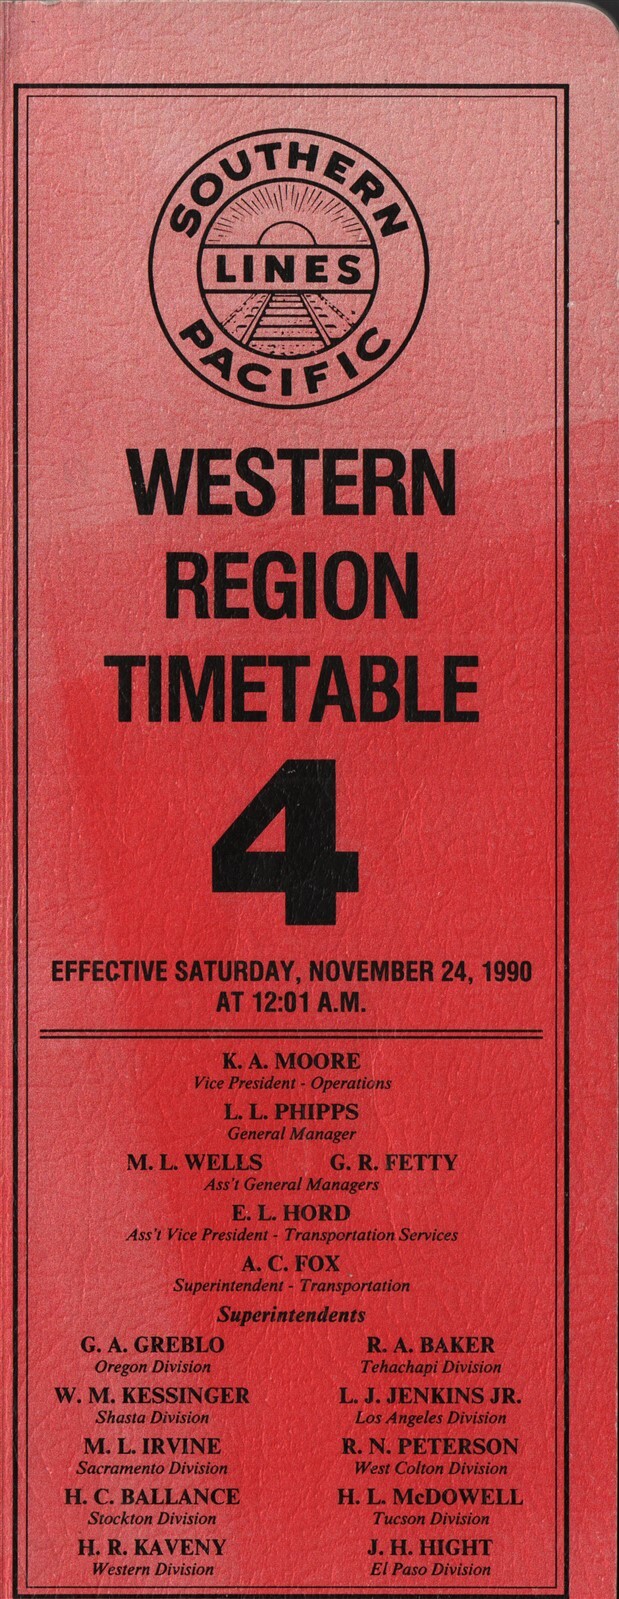 SOUTHERN
LINES
PACIFIC
WESTERN
REGION
TIMETABLE
4
EFFECTIVE SATURDAY, NOVEMBER 24, 1990
AT 12:01 A.M.
K. A. MOORE
Vice President - Operations
L. L. PHIPPS
General Manager
M. L. WELLS G. R. FETTY
Ass't General Managers
E. L. HORD
Ass't Vice President - Transportation Services
A. C. FOX
Superintendent - Transportation
Superintendents
G. A. GREBLO R. A. BAKER
Oregon Division Tehachapi Division
W. M. KESSINGER L. J. JENKINS JR.
Shasta Division Los Angeles Division
M. L. IRVINE R. N. PETERSON
Sacramento Division West Colton Division
H. C. BALLANCE H. L. McDOWELL
Stockton Division Tucson Division
H. R. KAVENY J. H. HIGHT
Western Division El Paso Division